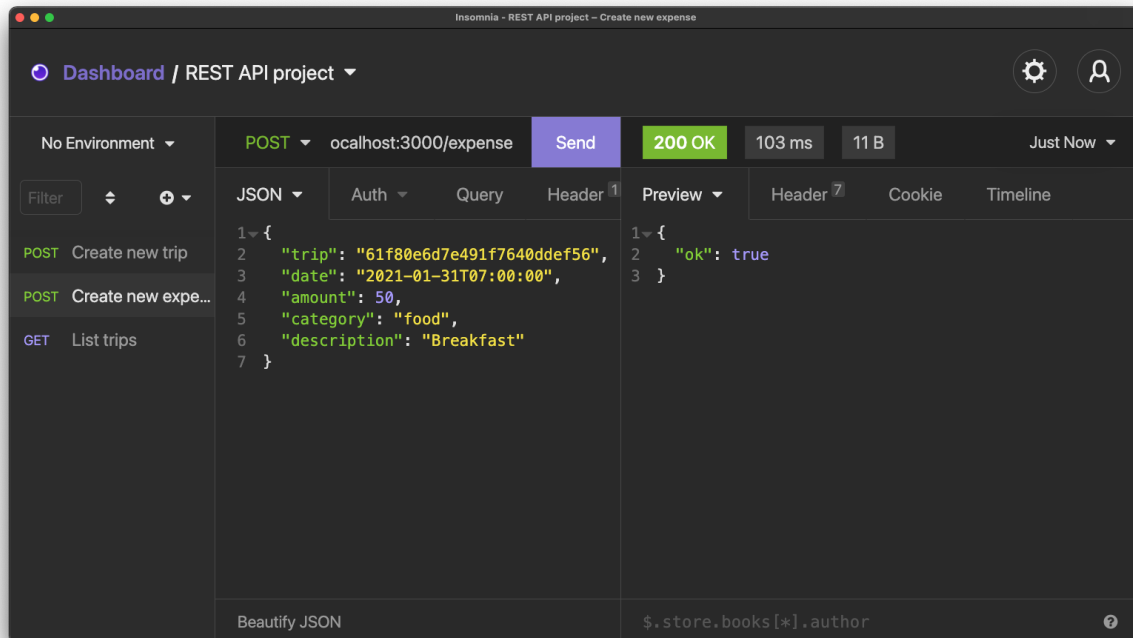 Insomnia - REST API project – Create new expense
Dashboard / REST API project
No Environment
POST ocalhost:3000/expense Send
200 OK 103 ms 11 B Just Now
Filter
JSON Auth Query Header 1
Preview Header 7 Cookie Timeline
POST Create new trip
POST Create new expe...
GET List trips
1 {
2 "trip": "61f80e6d7e491f7640ddef56",
3 "date": "2021-01-31T07:00:00",
4 "amount": 50,
5 "category": "food",
6 "description": "Breakfast"
7 }
1 {
2 "ok": true
3 }
Beautify JSON
$.store.books[*].author